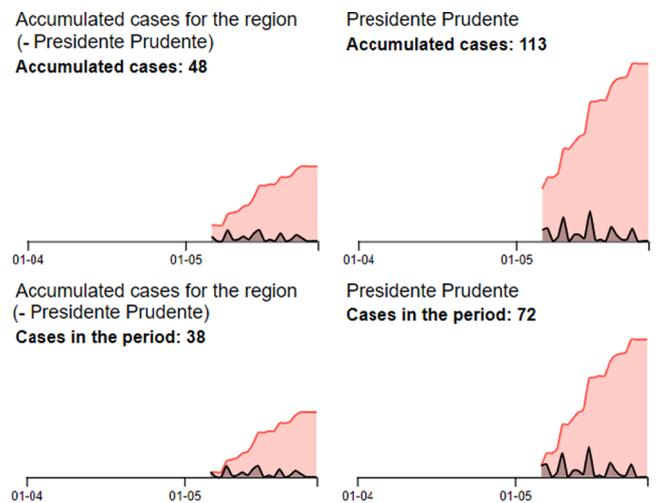 Accumulated cases for the region
(- Presidente Prudente)
Accumulated cases: 48
Presidente Prudente
Accumulated cases: 113
01-04
01-05
01-04
01-05
Accumulated cases for the region
(- Presidente Prudente)
Cases in the period: 38
Presidente Prudente
Cases in the period: 72
01-04
01-05
01-04
01-05